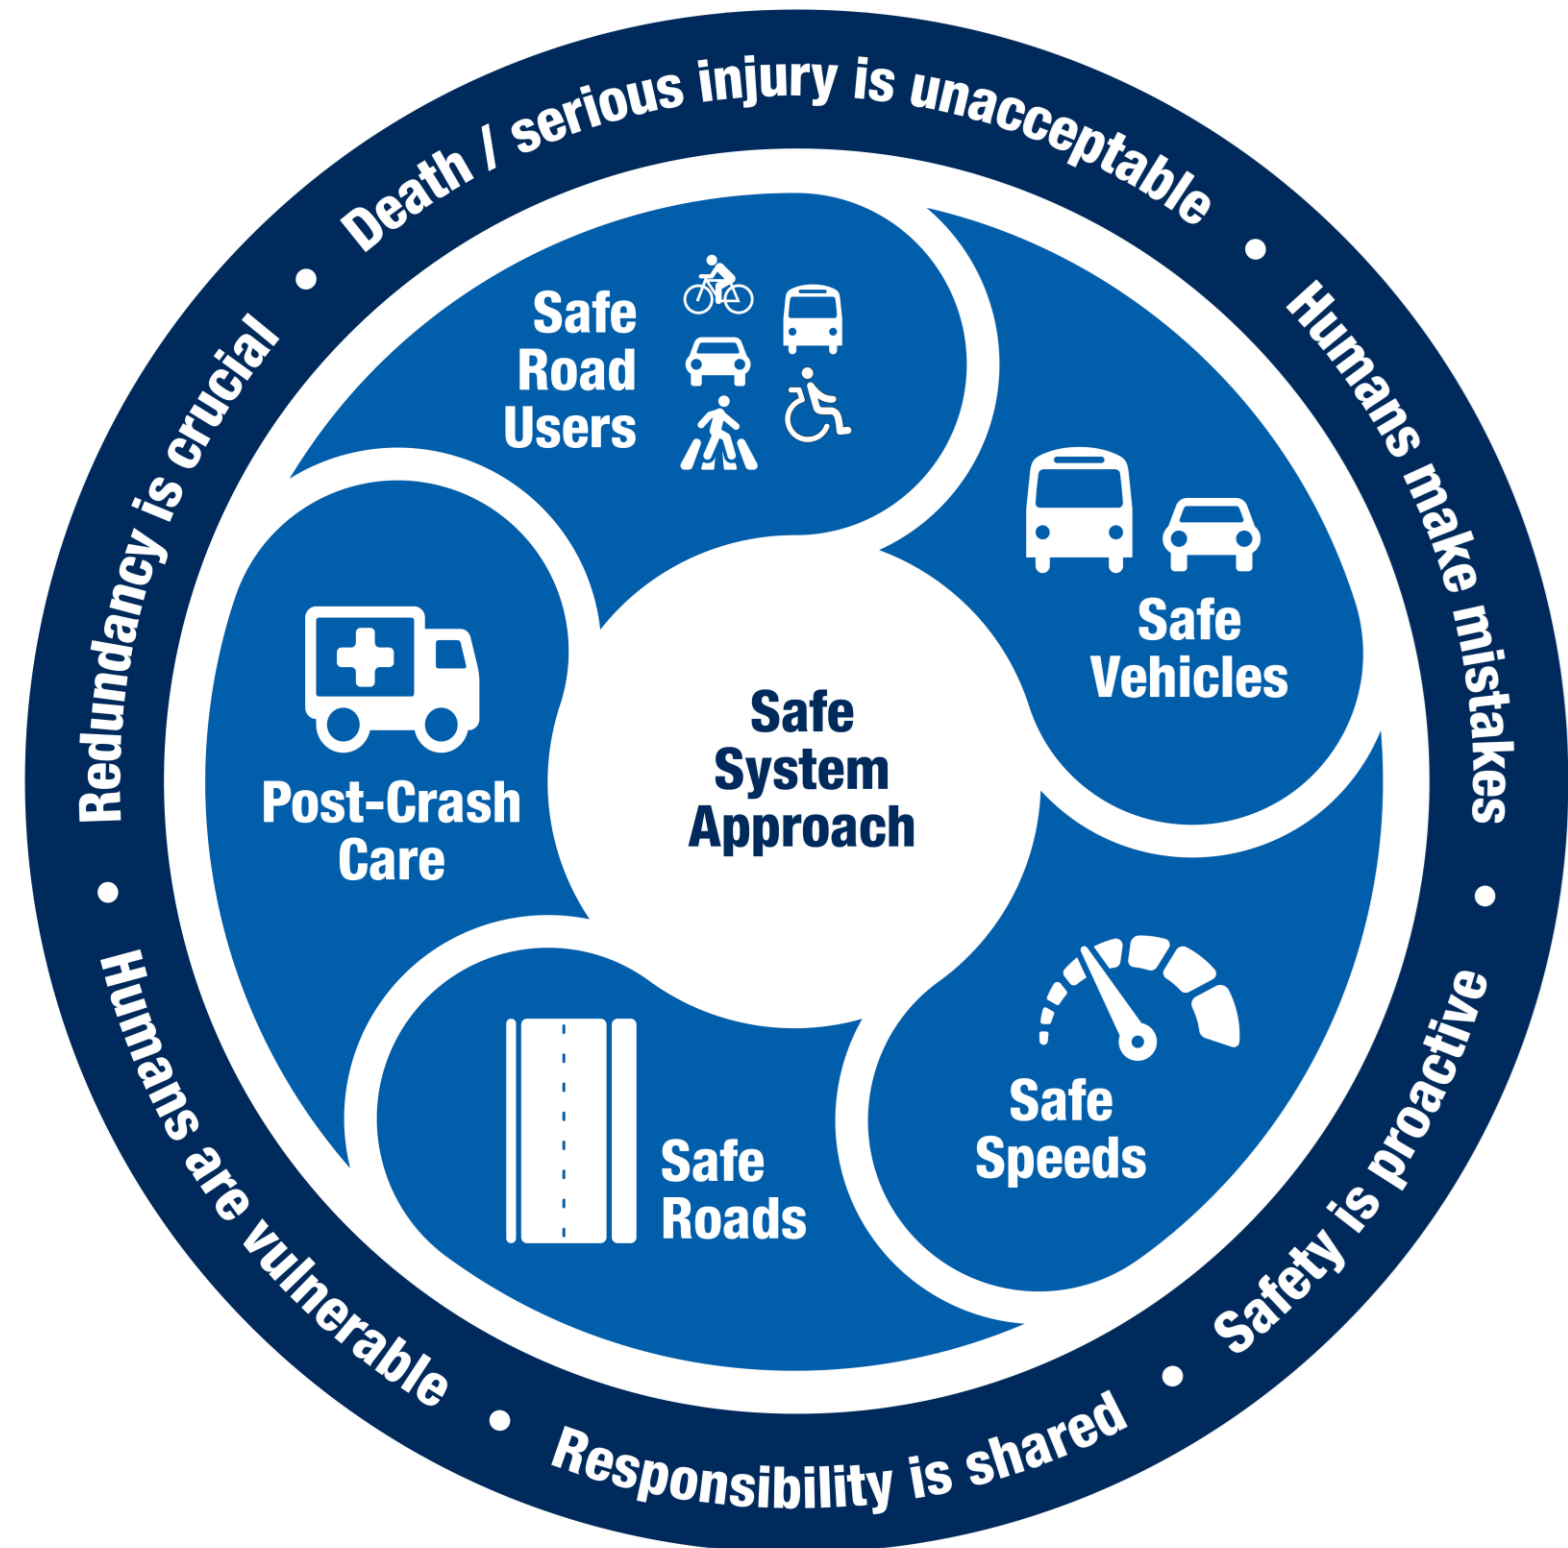 Death / serious injury is unacceptable • Humans make mistakes • Safety is proactive • Responsibility is shared • Humans are vulnerable • Redundancy is crucial •
Safe
Road
Users
Safe
Vehicles
Safe
Speeds
Safe
Roads
Post-Crash
Care
Safe
System
Approach